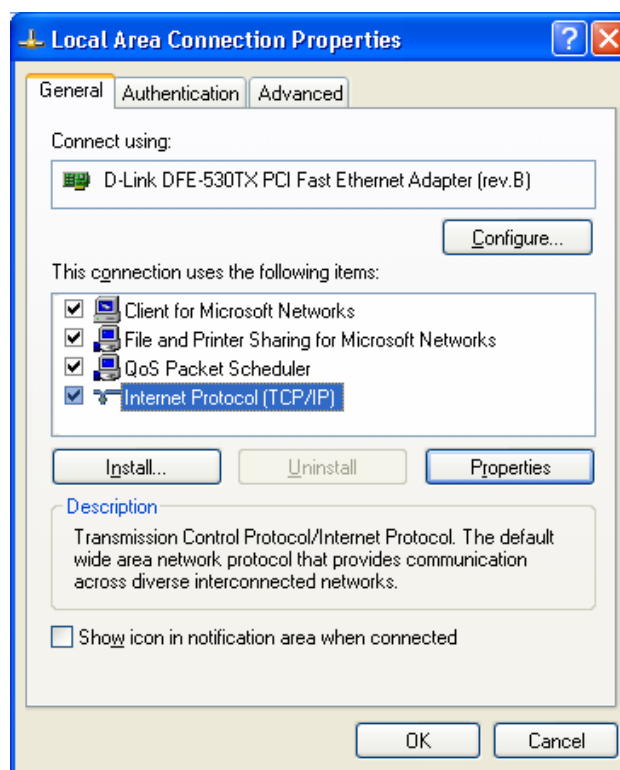 Local Area Connection Properties
General
Authentication
Advanced
Connect using:
D-Link DFE-530TX PCI Fast Ethernet Adapter (rev.B)
Configure...
This connection uses the following items:
Client for Microsoft Networks
File and Printer Sharing for Microsoft Networks
QoS Packet Scheduler
Internet Protocol (TCP/IP)
Install...
Uninstall
Properties
Description
Transmission Control Protocol/Internet Protocol. The default
wide area network protocol that provides communication
across diverse interconnected networks.
Show icon in notification area when connected
OK
Cancel